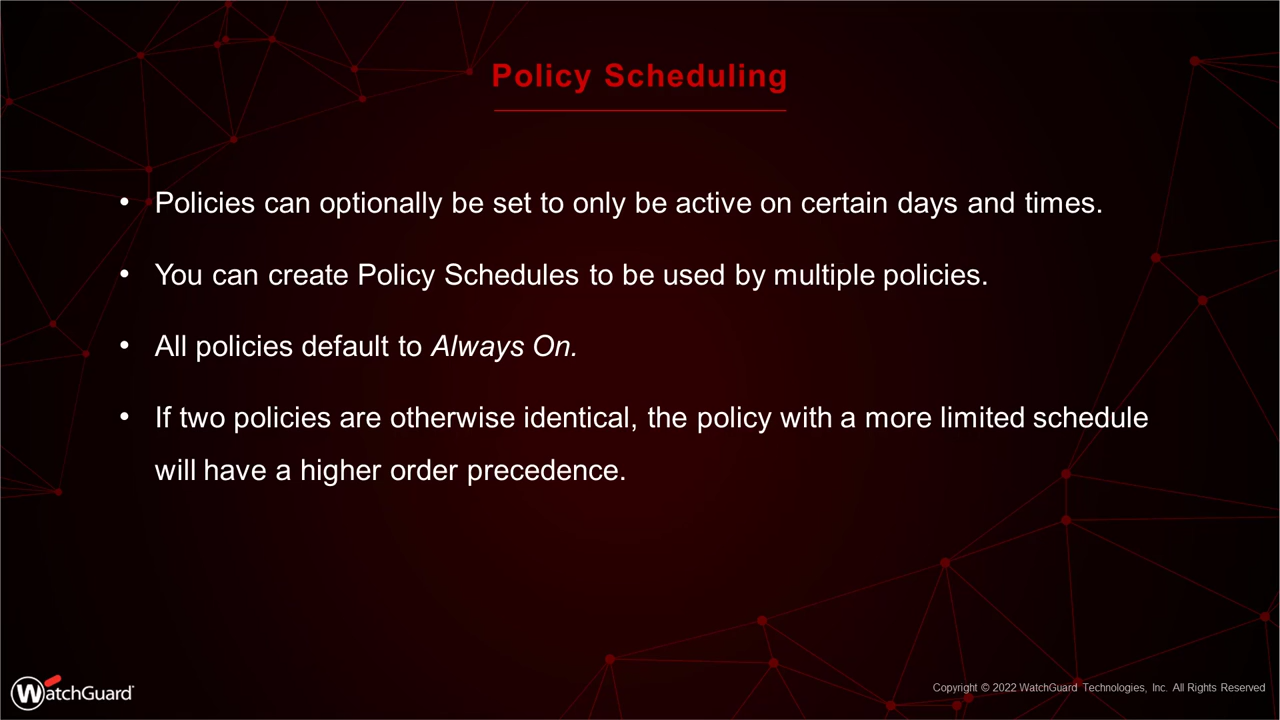 Policy Scheduling
• Policies can optionally be set to only be active on certain days and times.
• You can create Policy Schedules to be used by multiple policies.
• All policies default to Always On.
• If two policies are otherwise identical, the policy with a more limited schedule
will have a higher order precedence.
WatchGuard
Copyright © 2022 WatchGuard Technologies, Inc. All Rights Reserved